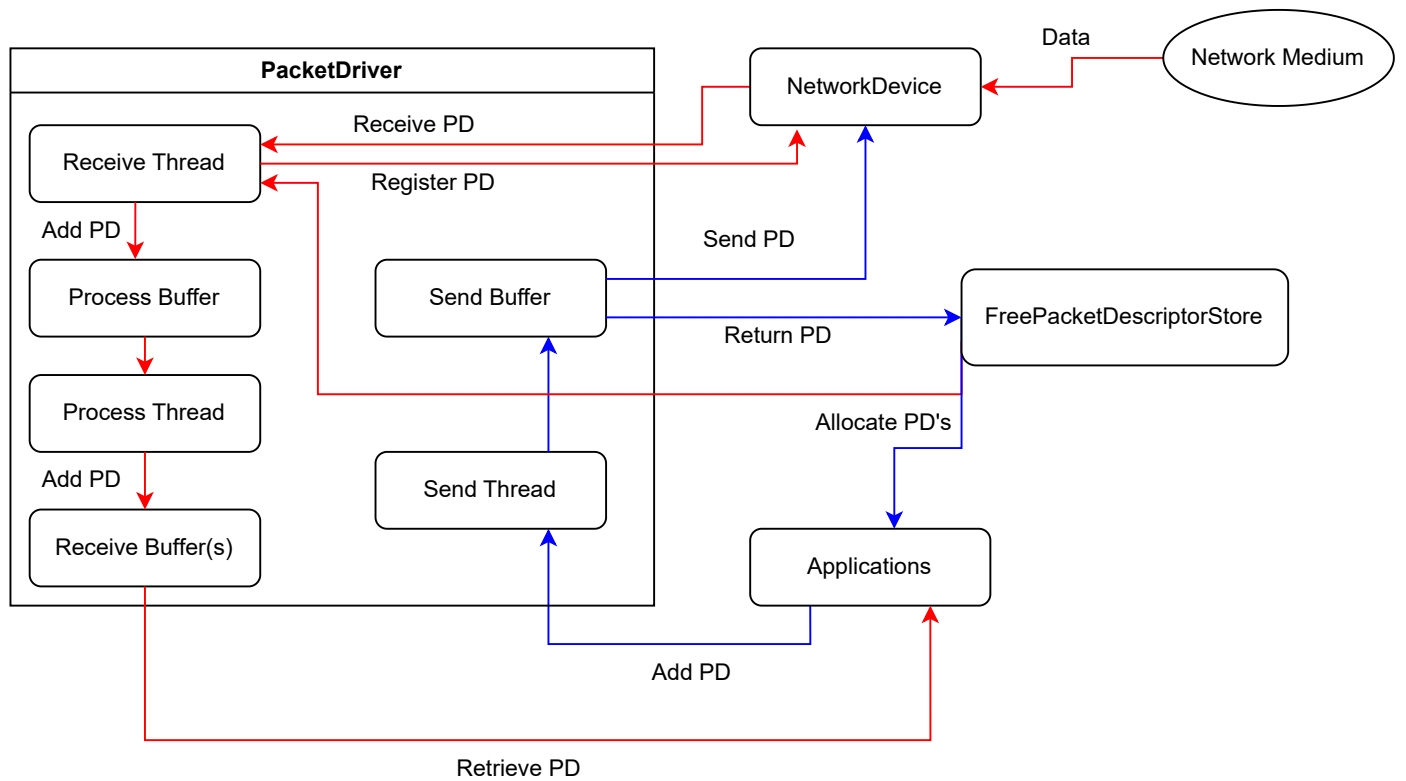 Data
Network Medium
PacketDriver
NetworkDevice
Receive PD
Receive Thread
Register PD
Add PD
Send PD
Process Buffer
Send Buffer
FreePacketDescriptorStore
Return PD
Process Thread
Allocate PD's
Add PD
Send Thread
Receive Buffer(s)
Applications
Add PD
Retrieve PD